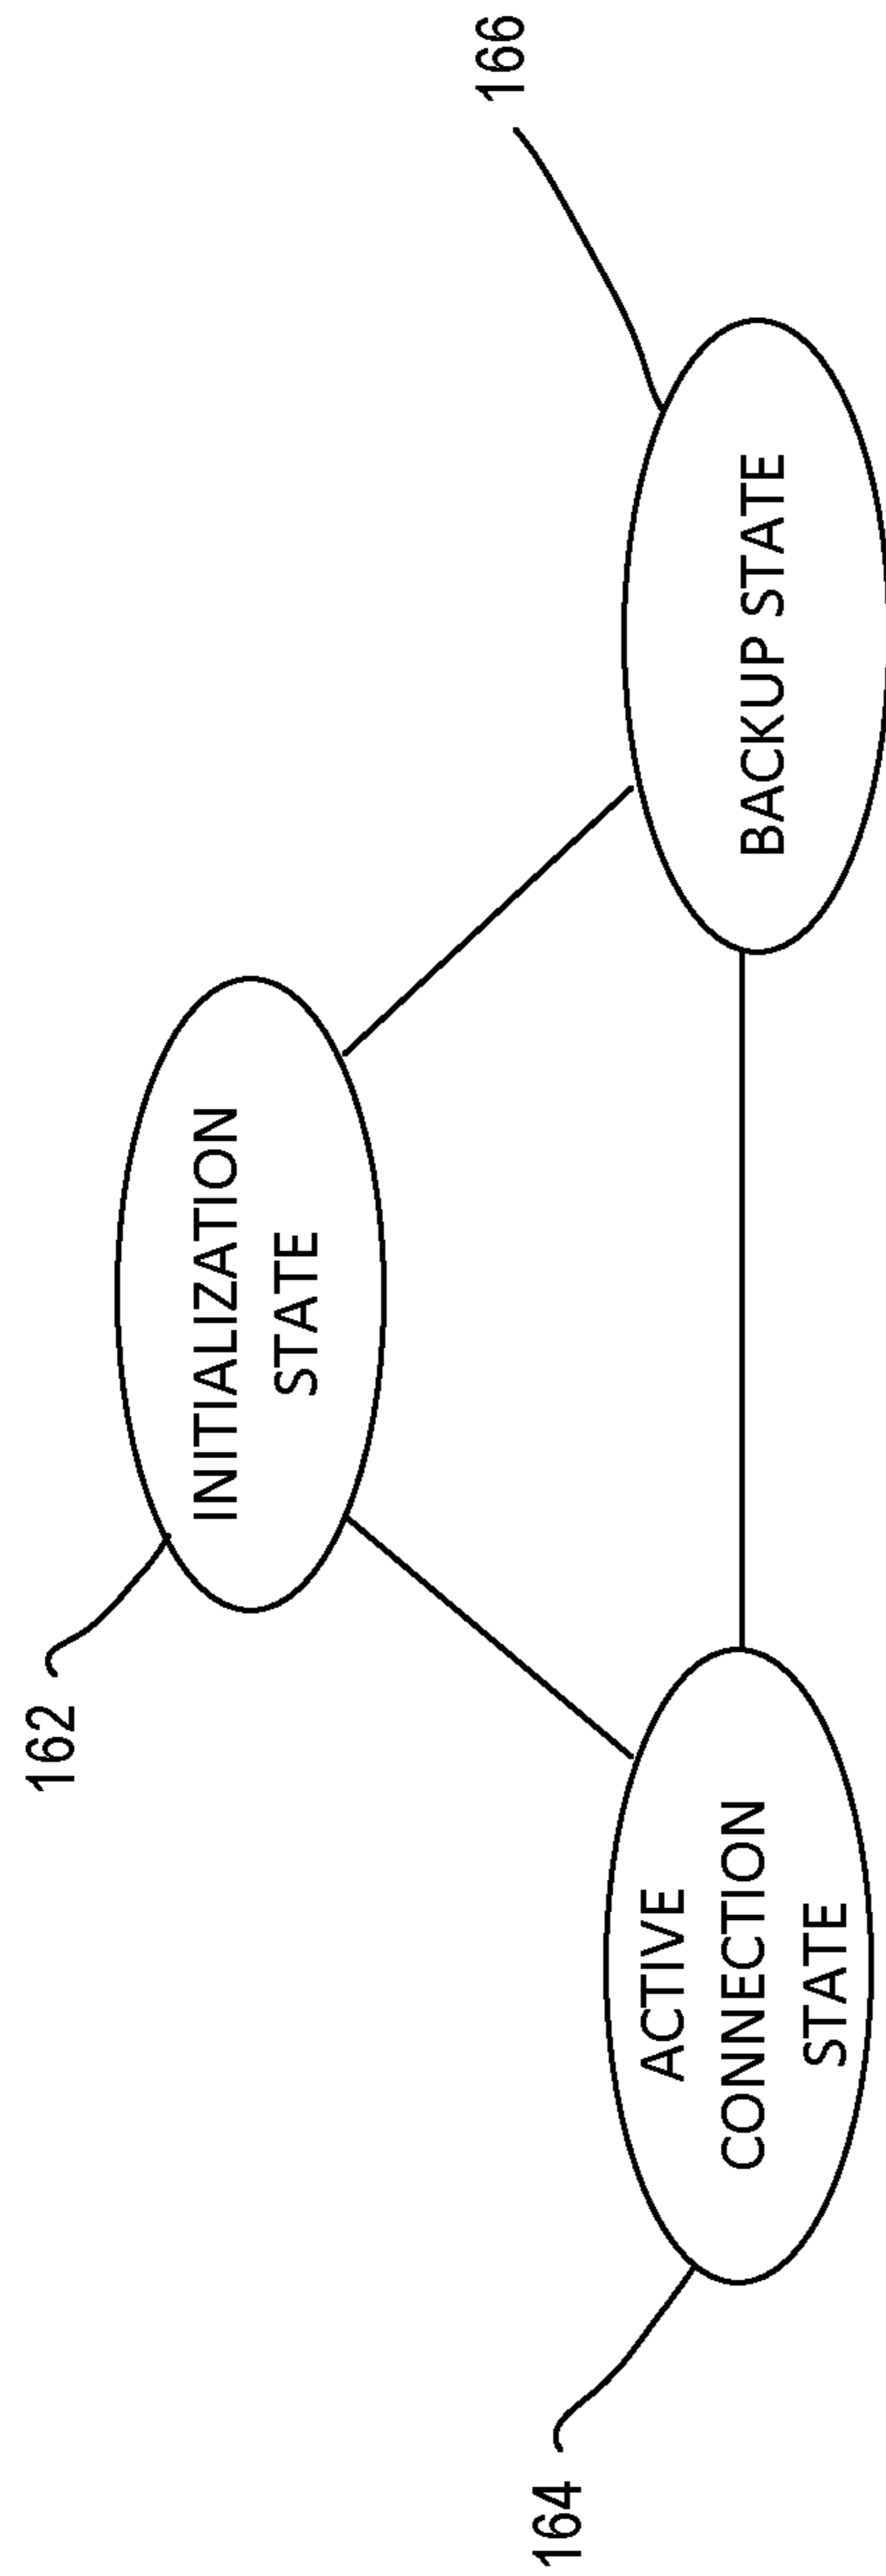 162
INITIALIZATION
STATE
166
164
ACTIVE
CONNECTION
STATE
BACKUP STATE